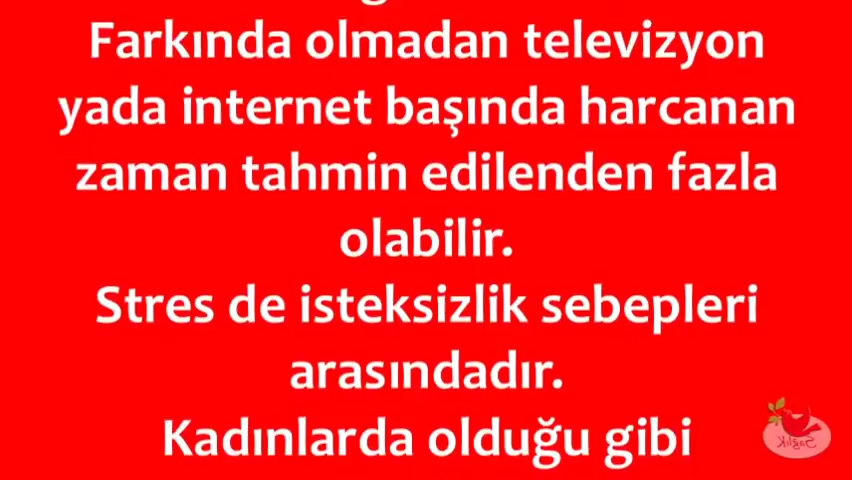 Farkında olmadan televizyon
yada internet başında harcanan
zaman tahmin edilenden fazla
olabilir.
Stres de isteksizlik sebepleri
arasındadır.
Kadınlarda olduğu gibi
Sağlık